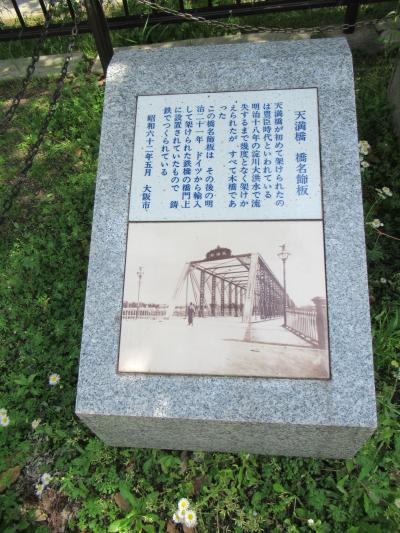 天満橋 橋名飾板
天満橋が初めて架けられたの
は豊臣時代といわれている
明治十八年の淀川大洪水で流
失するまで幾度となく架けか
えられたが すべて木橋であ
った
この橋名飾板は その後の明
治二十一年 ドイツから輸入
して架けられた鉄橋の橋門上
に設置されていたもので 鋳
鉄でつくられている
昭和六十二年五月 大阪市